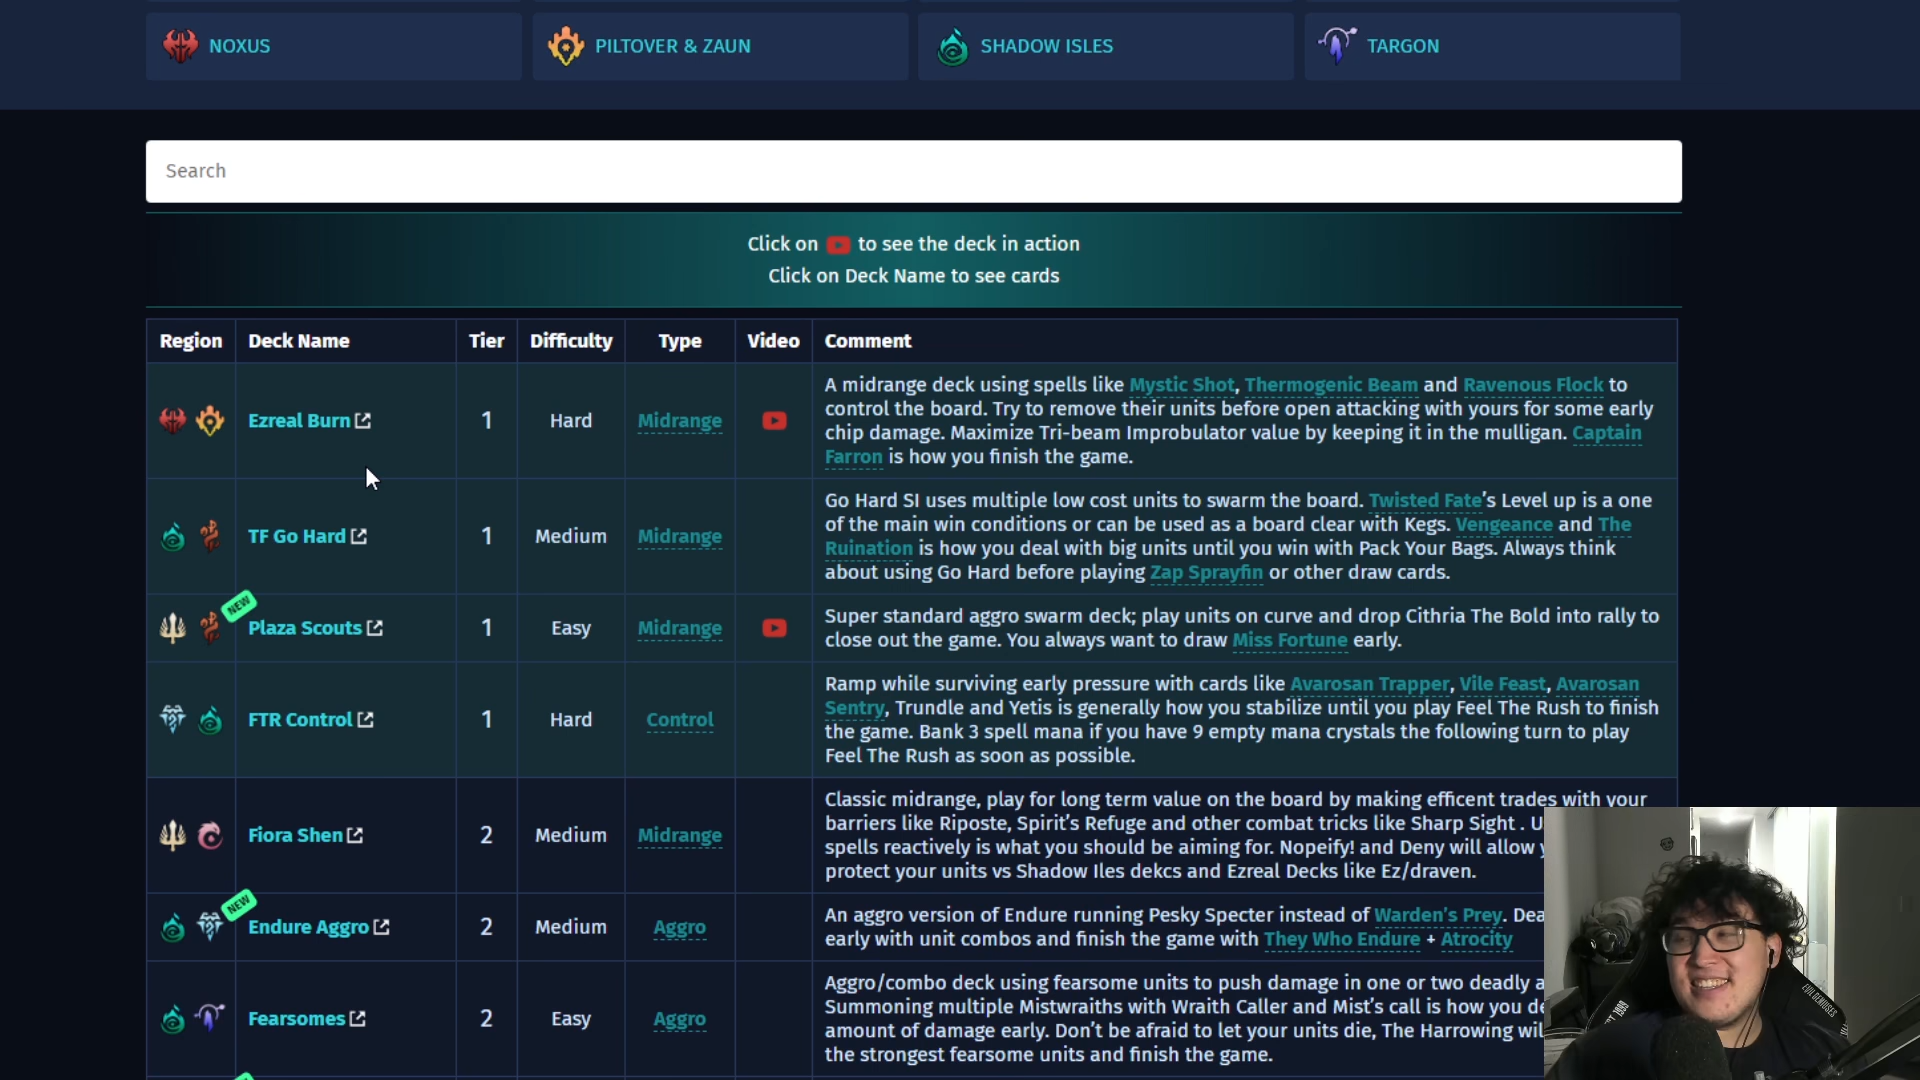 NOXUS
PILTOVER & ZAUN
SHADOW ISLES
TARGON
Search
Click on to see the deck in action
Click on Deck Name to see cards
Region Deck Name Tier Difficulty Type Video Comment
Ezreal Burn 1 Hard Midrange
A midrange deck using spells like Mystic Shot, Thermogenic Beam and Ravenous Flock to
control the board. Try to remove their units before open attacking with yours for some early
chip damage. Maximize Tri-beam Improbulator value by keeping it in the mulligan. Captain
Farron is how you finish the game.
TF Go Hard 1 Medium Midrange
Go Hard SI uses multiple low cost units to swarm the board. Twisted Fate's Level up is a one
of the main win conditions or can be used as a board clear with Kegs. Vengeance and The
Ruination is how you deal with big units until you win with Pack Your Bags. Always think
about using Go Hard before playing Zap Sprayfin or other draw cards.
NEW
Plaza Scouts 1 Easy Midrange
Super standard aggro swarm deck; play units on curve and drop Cithria The Bold into rally to
close out the game. You always want to draw Miss Fortune early.
FTR Control 1 Hard Control
Ramp while surviving early pressure with cards like Avarosan Trapper, Vile Feast, Avarosan
Sentry, Trundle and Yetis is generally how you stabilize until you play Feel The Rush to finish
the game. Bank 3 spell mana if you have 9 empty mana crystals the following turn to play
Feel The Rush as soon as possible.
Fiora Shen 2 Medium Midrange
Classic midrange, play for long term value on the board by making efficent trades with your
barriers like Riposte, Spirit's Refuge and other combat tricks like Sharp Sight . U
spells reactively is what you should be aiming for. Nopeify! and Deny will allow
protect your units vs Shadow Iles dekcs and Ezreal Decks like Ez/draven.
NEW
Endure Aggro 2 Medium Aggro
An aggro version of Endure running Pesky Specter instead of Warden's Prey. Dea
early with unit combos and finish the game with They Who Endure + Atrocity
Fearsomes 2 Easy Aggro
Aggro/combo deck using fearsome units to push damage in one or two deadly a
Summoning multiple Mistwraiths with Wraith Caller and Mist's call is how you de
amount of damage early. Don't be afraid to let your units die, The Harrowing wil
the strongest fearsome units and finish the game.